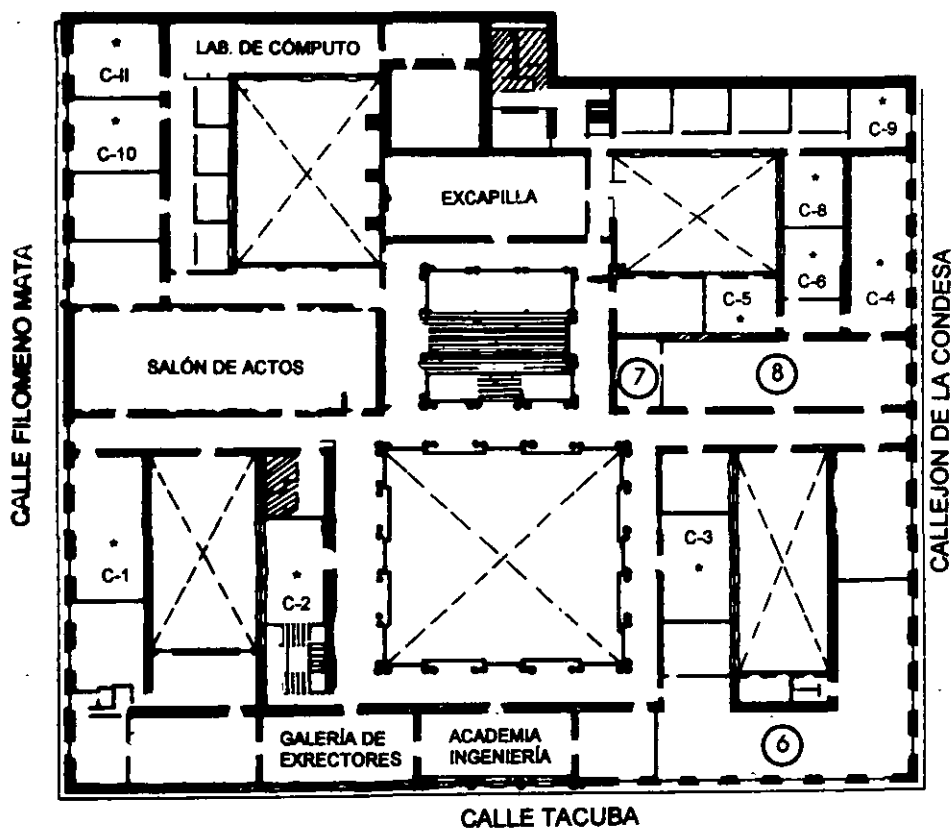 LAB. DE CÓMPUTO
C-11
C-10
C-9
EXCAPILLA
C-8
C-6
C-5
C-4
CALLE FILOMENO MATA
SALÓN DE ACTOS
7
8
CALLEJON DE LA CONDESA
C-1
C-2
C-3
GALERÍA DE
EXRECTORES
ACADEMIA
INGENIERÍA
6
CALLE TACUBA